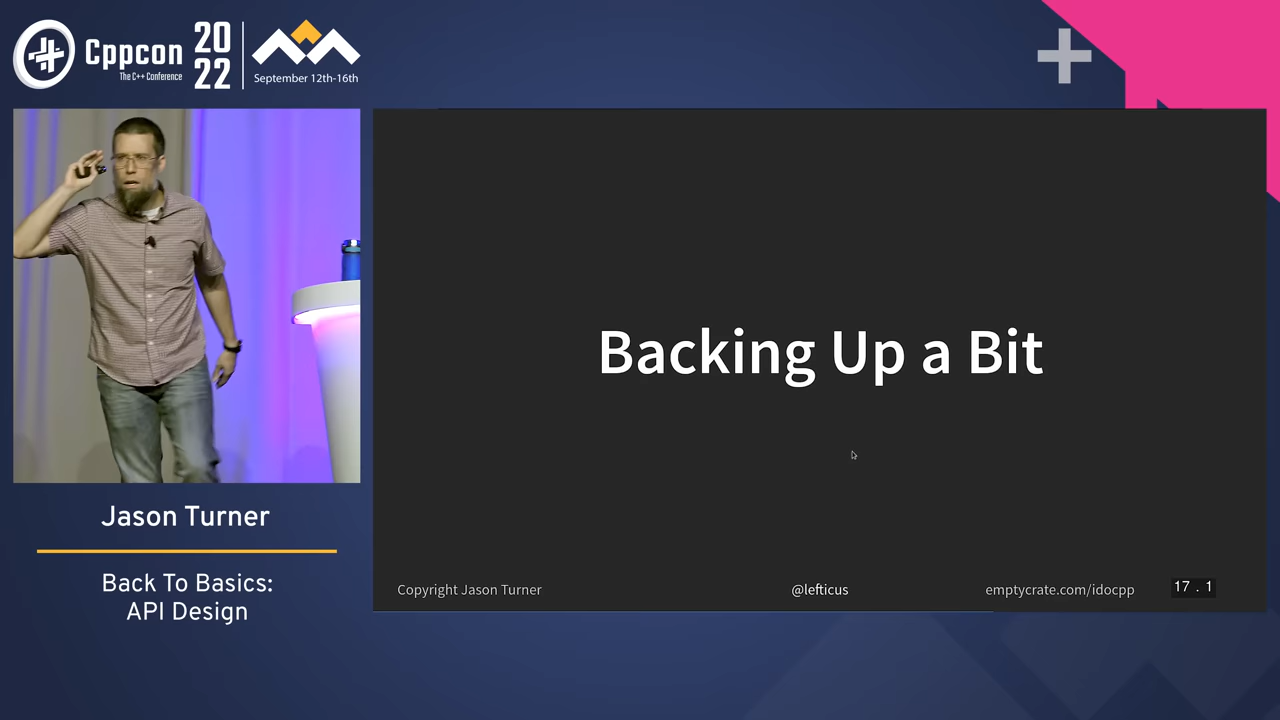 Cppcon
The C++ Conference
20
22
September 12th-16th
Backing Up a Bit
Copyright Jason Turner
@lefticus
emptycrate.com/idocpp
17 . 1
Jason Turner
Back To Basics:
API Design